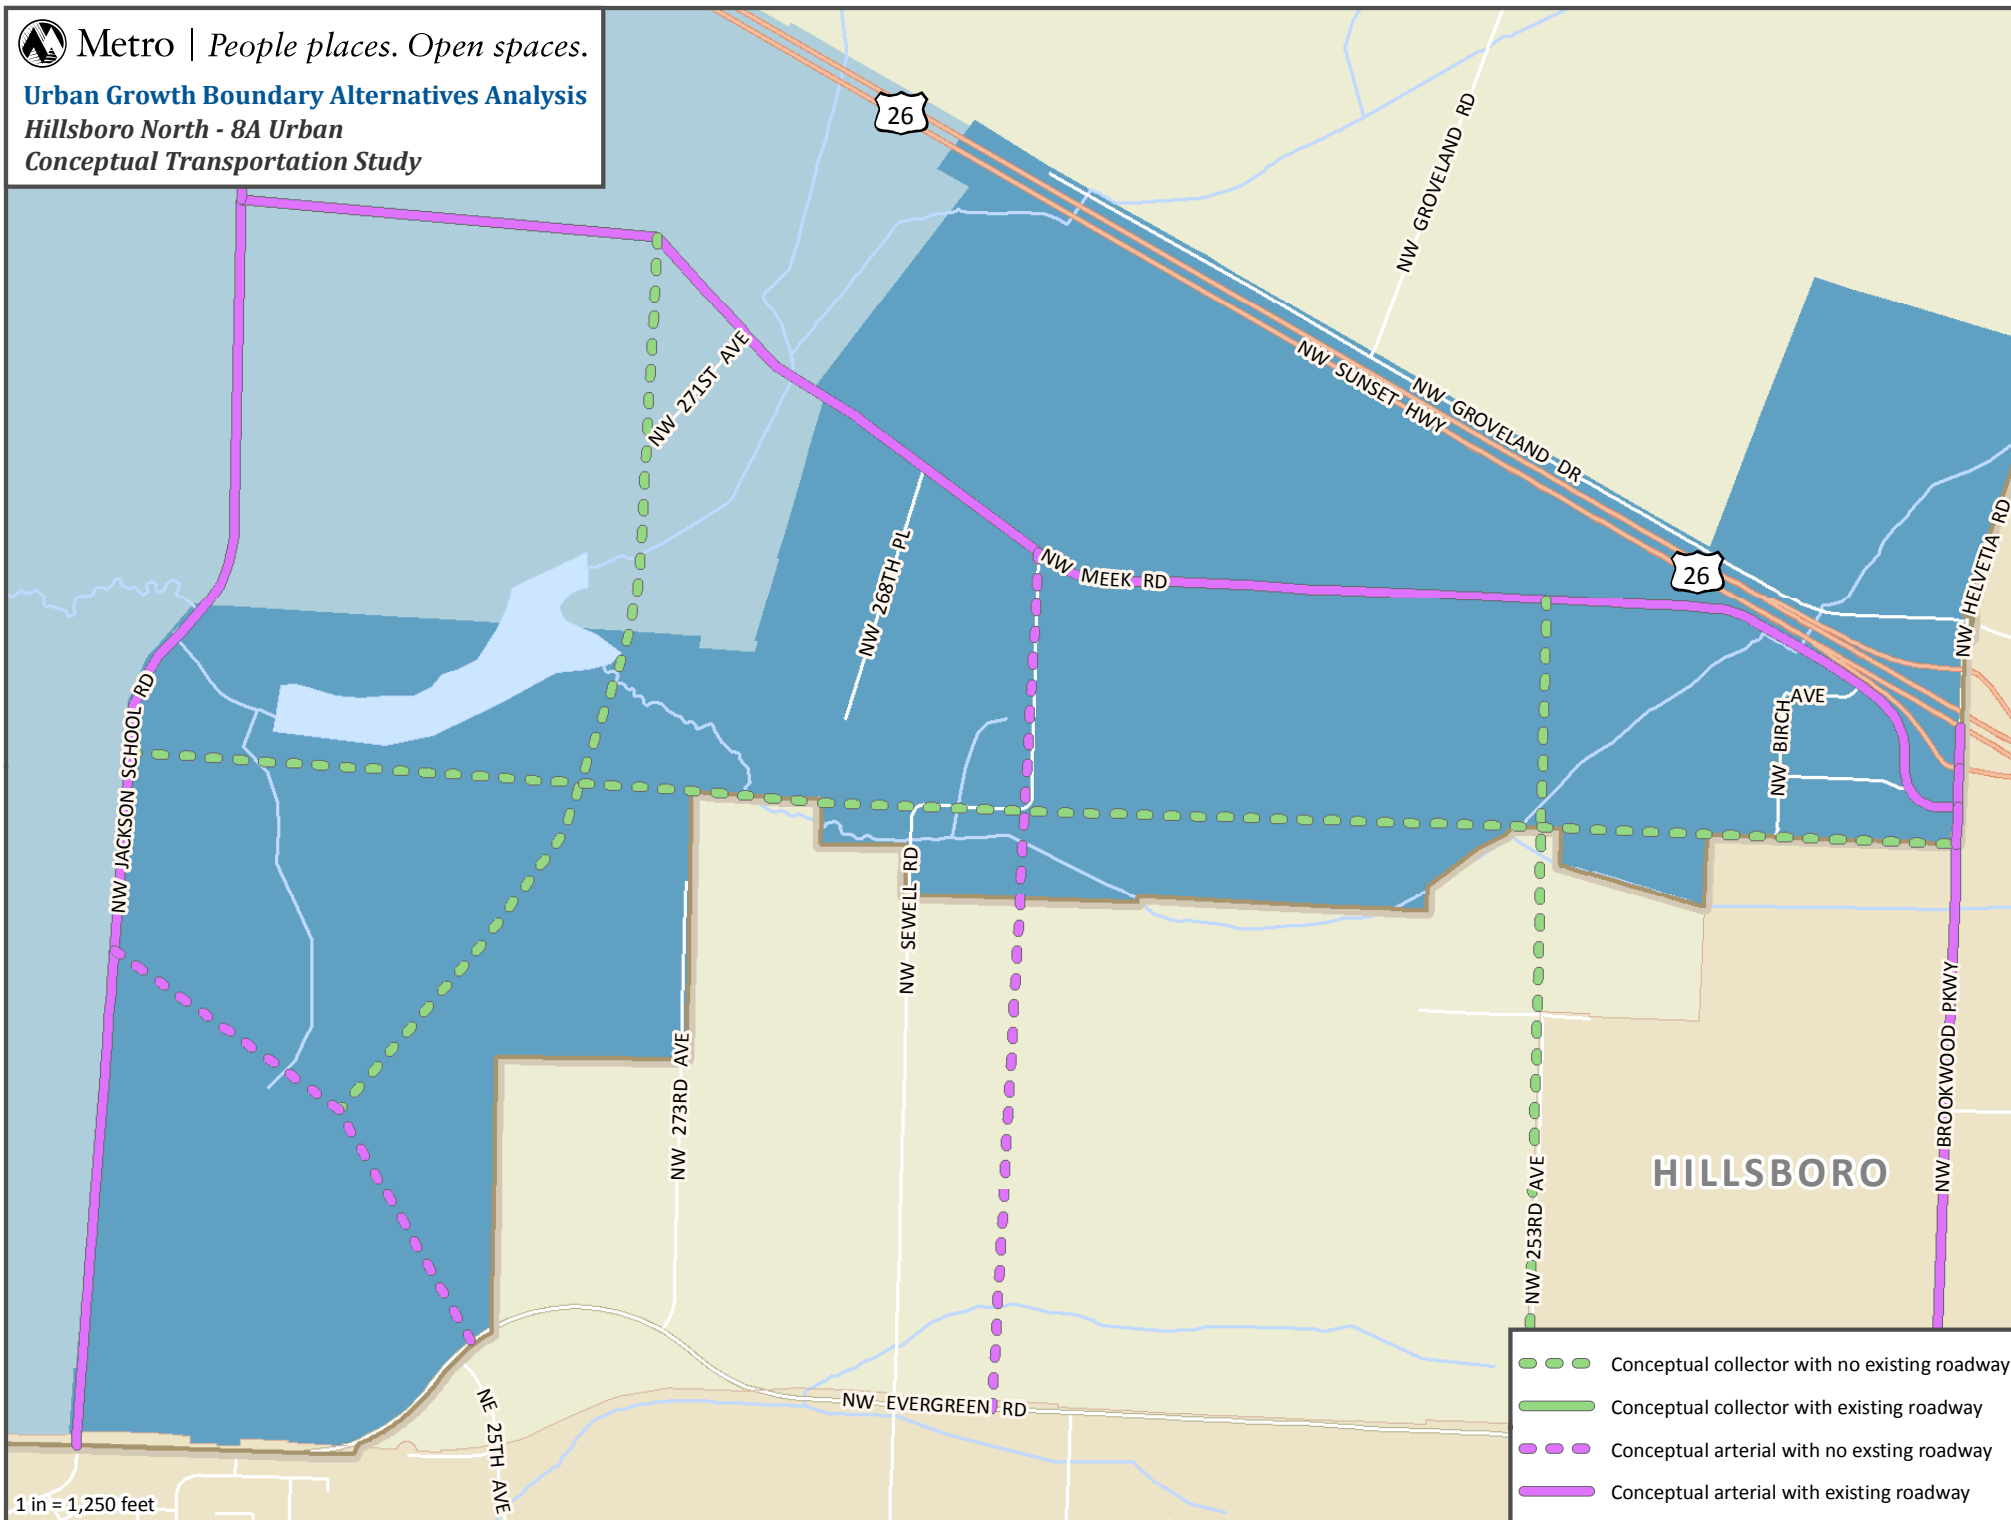 Metro | People places. Open spaces.
Urban Growth Boundary Alternatives Analysis
Hillsboro North - 8A Urban
Conceptual Transportation Study
26
NW GROVELAND RD
NW SUNSET HWY
NW GROVELAND DR
NW 271ST AVE
NW 268TH PL
NW MEEK RD
26
NW HELVETIA RD
NW JACKSON SCHOOL RD
NW BIRCH AVE
NW SEWELL RD
NW 273RD AVE
NW BROOKWOOD PKWY
NW 253RD AVE
HILLSBORO
NW EVERGREEN RD
NE 25TH AVE
1 in = 1,250 feet
Conceptual collector with no existing roadway
Conceptual collector with existing roadway
Conceptual arterial with no exsting roadway
Conceptual arterial with existing roadway